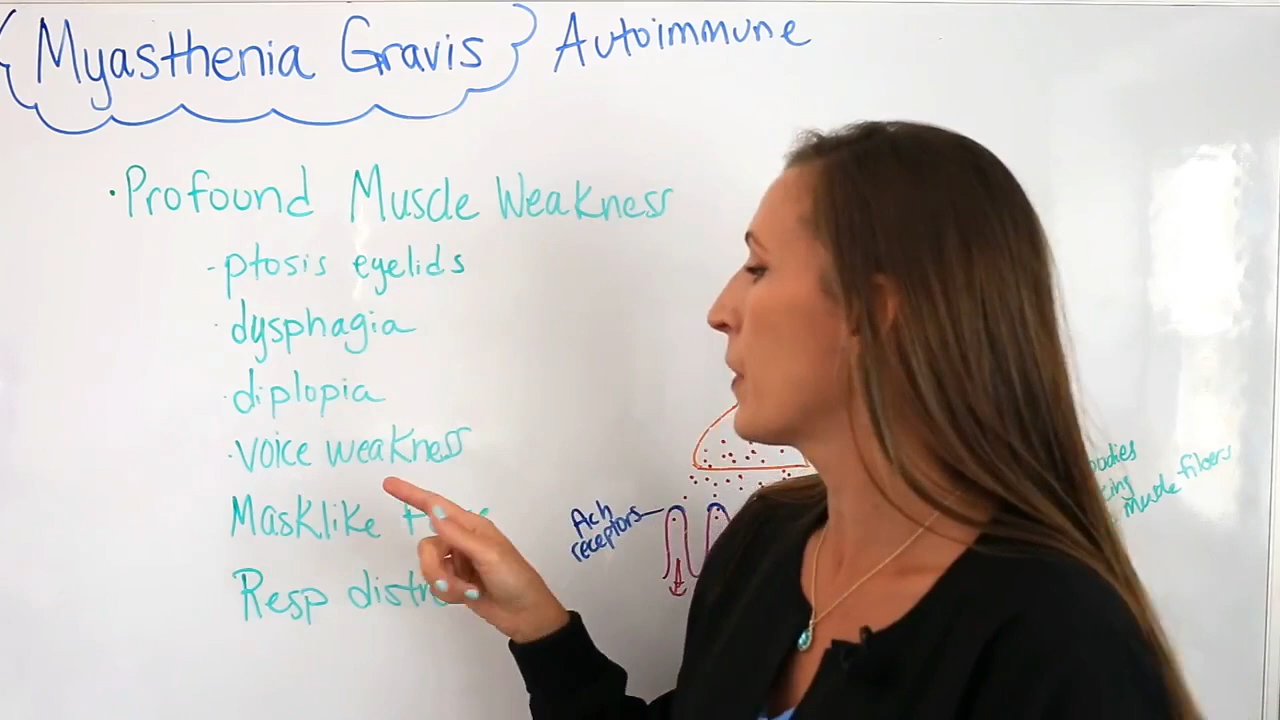 {Myasthenia Gravis} Autoimmune
· Profound Muscle Weakness
- ptosis eyelids
· dysphagia
· diplopia
· voice weakness
Masklike
Resp
Ach
receptors
muscle fibers